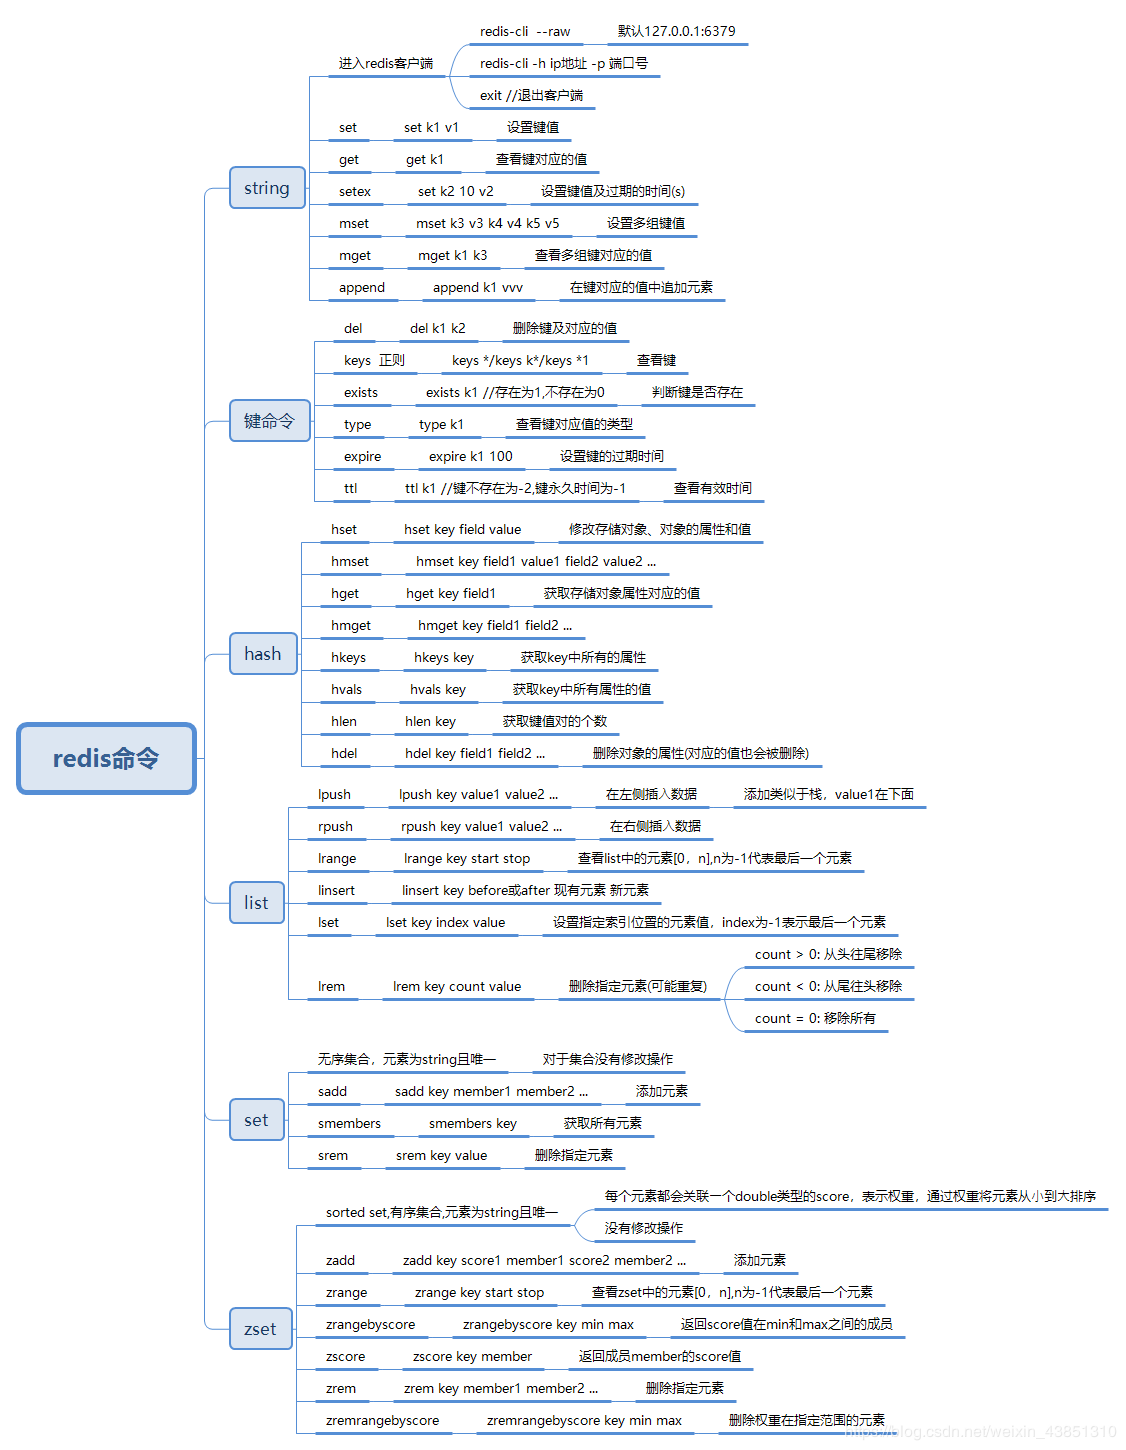 redis命令
string
进入redis客户端
redis-cli --raw 默认127.0.0.1:6379
redis-cli -h ip地址 -p 端口号
exit //退出客户端
set set k1 v1 设置键值
get get k1 查看键对应的值
setex set k2 10 v2 设置键值及过期的时间(s)
mset mset k3 v3 k4 v4 k5 v5 设置多组键值
mget mget k1 k3 查看多组键对应的值
append append k1 vvv 在键对应的值中追加元素
键命令
del del k1 k2 删除键及对应的值
keys 正则 keys */keys k*/keys *1 查看键
exists exists k1 //存在为1,不存在为0 判断键是否存在
type type k1 查看键对应值的类型
expire expire k1 100 设置键的过期时间
ttl ttl k1 //键不存在为-2,键永久时间为-1 查看有效时间
hash
hset hset key field value 修改存储对象、对象的属性和值
hmset hmset key field1 value1 field2 value2 ...
hget hget key field1 获取存储对象属性对应的值
hmget hmget key field1 field2 ...
hkeys hkeys key 获取key中所有的属性
hvals hvals key 获取key中所有属性的值
hlen hlen key 获取键值对的个数
hdel hdel key field1 field2 ... 删除对象的属性(对应的值也会被删除)
list
lpush lpush key value1 value2 ... 在左侧插入数据 添加类似于栈，value1在下面
rpush rpush key value1 value2 ... 在右侧插入数据
lrange lrange key start stop 查看list中的元素[0，n],n为-1代表最后一个元素
linsert linsert key before或after 现有元素 新元素
lset lset key index value 设置指定索引位置的元素值，index为-1表示最后一个元素
lrem lrem key count value 删除指定元素(可能重复)
count > 0: 从头往尾移除
count < 0: 从尾往头移除
count = 0: 移除所有
set
无序集合，元素为string且唯一 对于集合没有修改操作
sadd sadd key member1 member2 ... 添加元素
smembers smembers key 获取所有元素
srem srem key value 删除指定元素
zset
sorted set,有序集合,元素为string且唯一
每个元素都会关联一个double类型的score，表示权重，通过权重将元素从小到大排序
没有修改操作
zadd zadd key score1 member1 score2 member2 ... 添加元素
zrange zrange key start stop 查看zset中的元素[0，n],n为-1代表最后一个元素
zrangebyscore zrangebyscore key min max 返回score值在min和max之间的成员
zscore zscore key member 返回成员member的score值
zrem zrem key member1 member2 ... 删除指定元素
zremrangebyscore zremrangebyscore key min max 删除权重在指定范围的元素
https://blog.csdn.net/weixin_43851310